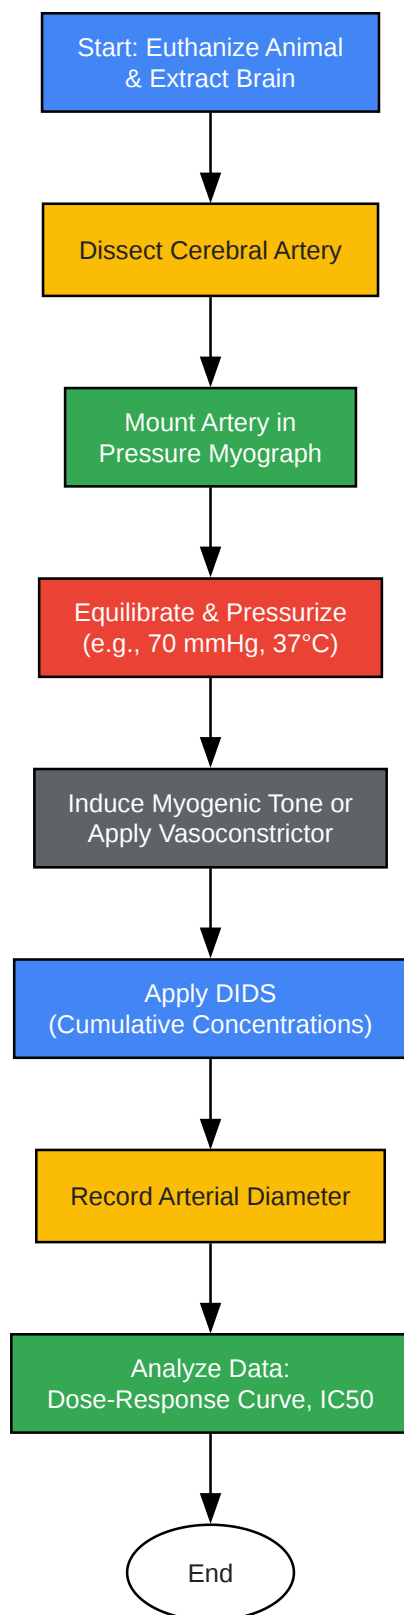 Start: Euthanize Animal
& Extract Brain
Dissect Cerebral Artery
Mount Artery in
Pressure Myograph
Equilibrate & Pressurize
(e.g., 70 mmHg, 37°C)
Induce Myogenic Tone or
Apply Vasoconstrictor
Apply DIDS
(Cumulative Concentrations)
Record Arterial Diameter
Analyze Data:
Dose-Response Curve, IC50
End